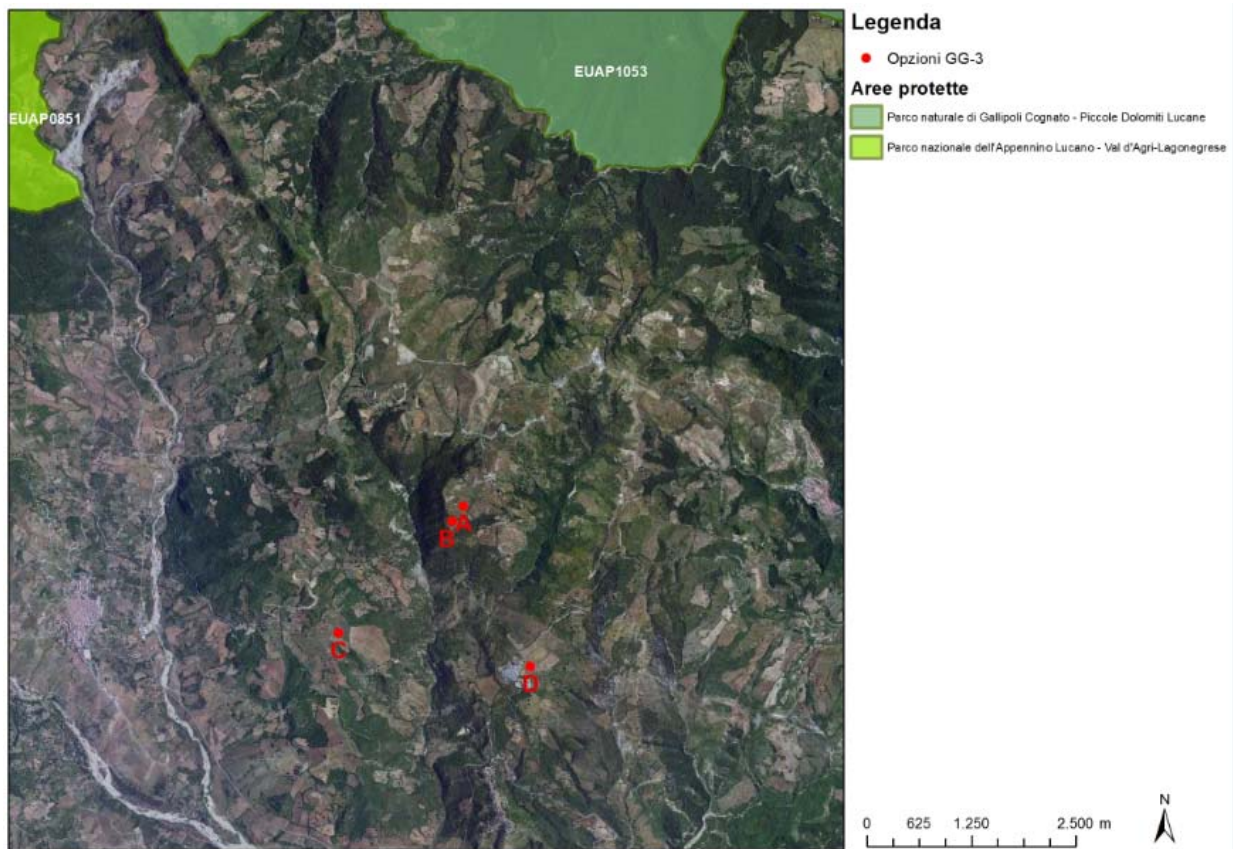 EUAP1053
EUAP0851
A
B
C
D
Legenda
Opzioni GG-3
Aree protette
Parco naturale di Gallipoli Cognato - Piccole Dolomiti Lucane
Parco nazionale dell'Appennino Lucano - Val d'Agri-Lagonegrese
N
0 625 1.250 2.500 m